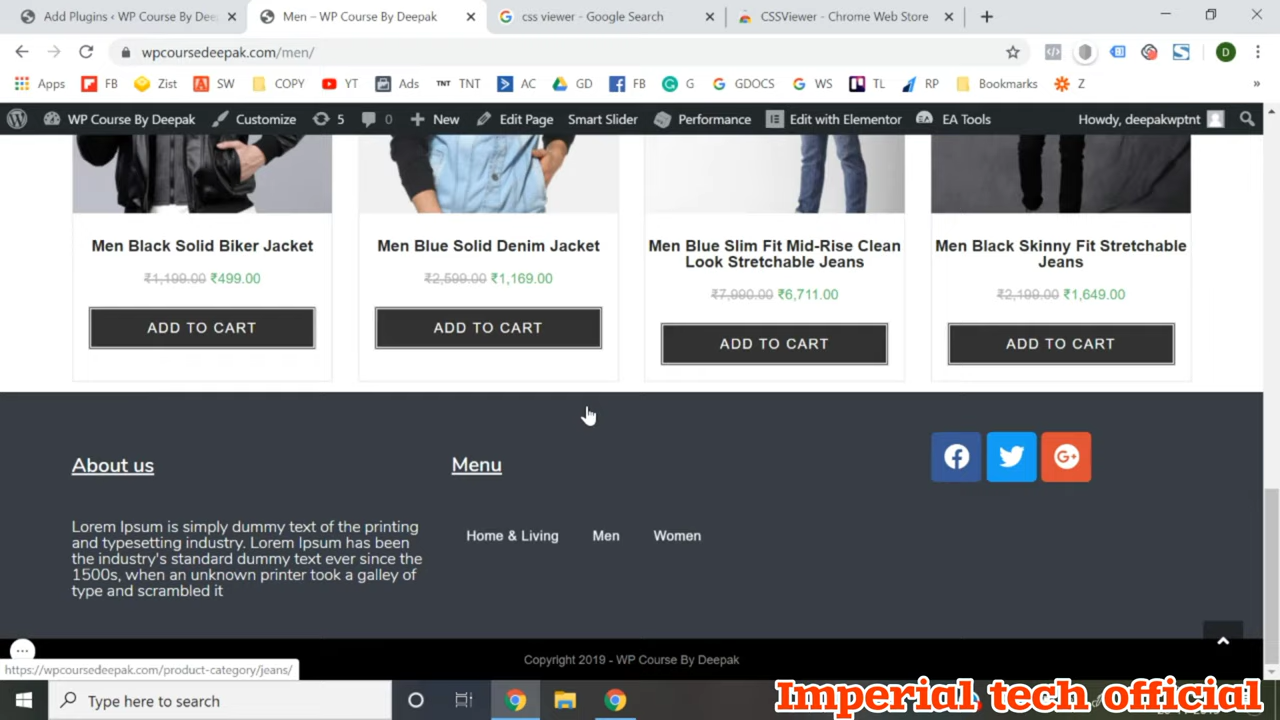 Add Plugins ‹ WP Course By Dee
Men – WP Course By Deepak
css viewer - Google Search
CSSViewer - Chrome Web Store
wpcoursedeepak.com/men/
D
Apps FB Zist SW COPY YT Ads TNT TNT AC GD FB G GDOCS WS TL RP Bookmarks Z »
WP Course By Deepak Customize 5 0 New Edit Page Smart Slider Performance Edit with Elementor EA Tools Howdy, deepakwptnt
Men Black Solid Biker Jacket
₹1,199.00 ₹499.00
ADD TO CART
Men Blue Solid Denim Jacket
₹2,599.00 ₹1,169.00
ADD TO CART
Men Blue Slim Fit Mid-Rise Clean
Look Stretchable Jeans
₹7,990.00 ₹6,711.00
ADD TO CART
Men Black Skinny Fit Stretchable
Jeans
₹2,199.00 ₹1,649.00
ADD TO CART
About us
Lorem Ipsum is simply dummy text of the printing
and typesetting industry. Lorem Ipsum has been
the industry's standard dummy text ever since the
1500s, when an unknown printer took a galley of
type and scrambled it
Menu
Home & Living Men Women
Copyright 2019 - WP Course By Deepak
https://wpcoursedeepak.com/product-category/jeans/
Type here to search
Imperial tech official